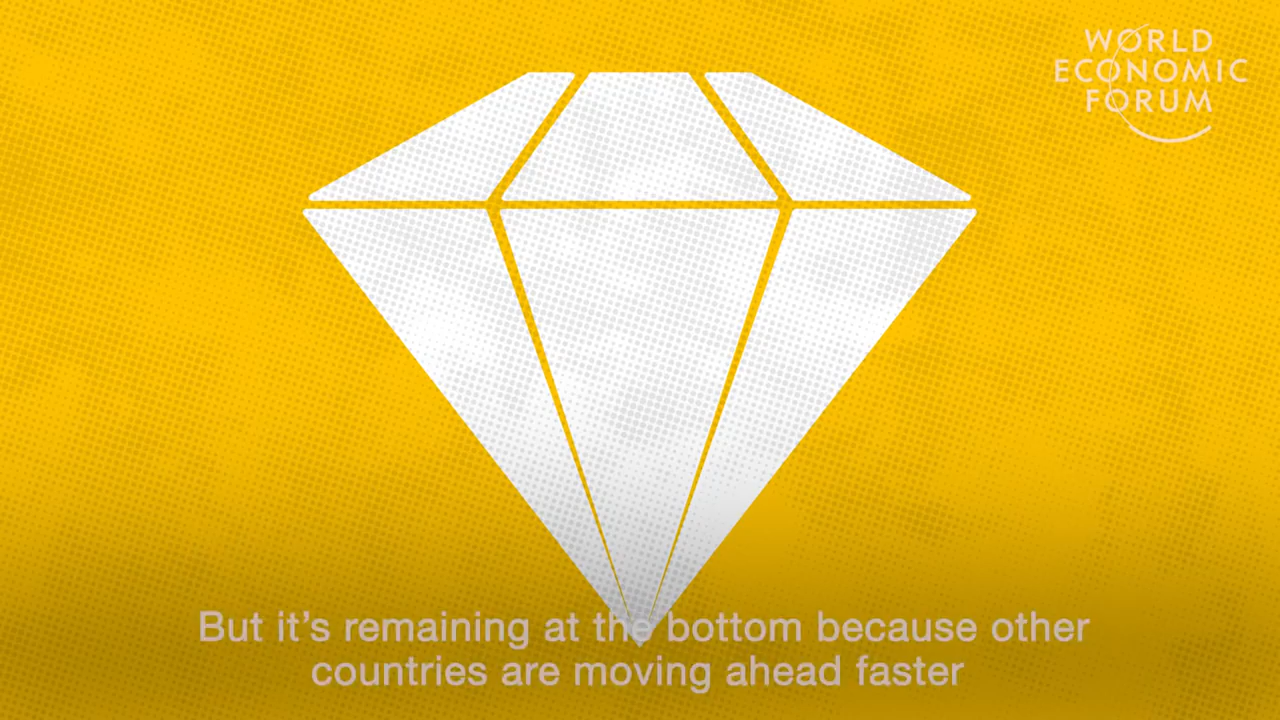 WORLD
ECONOMIC
FORUM
But it’s remaining at the bottom because other
countries are moving ahead faster